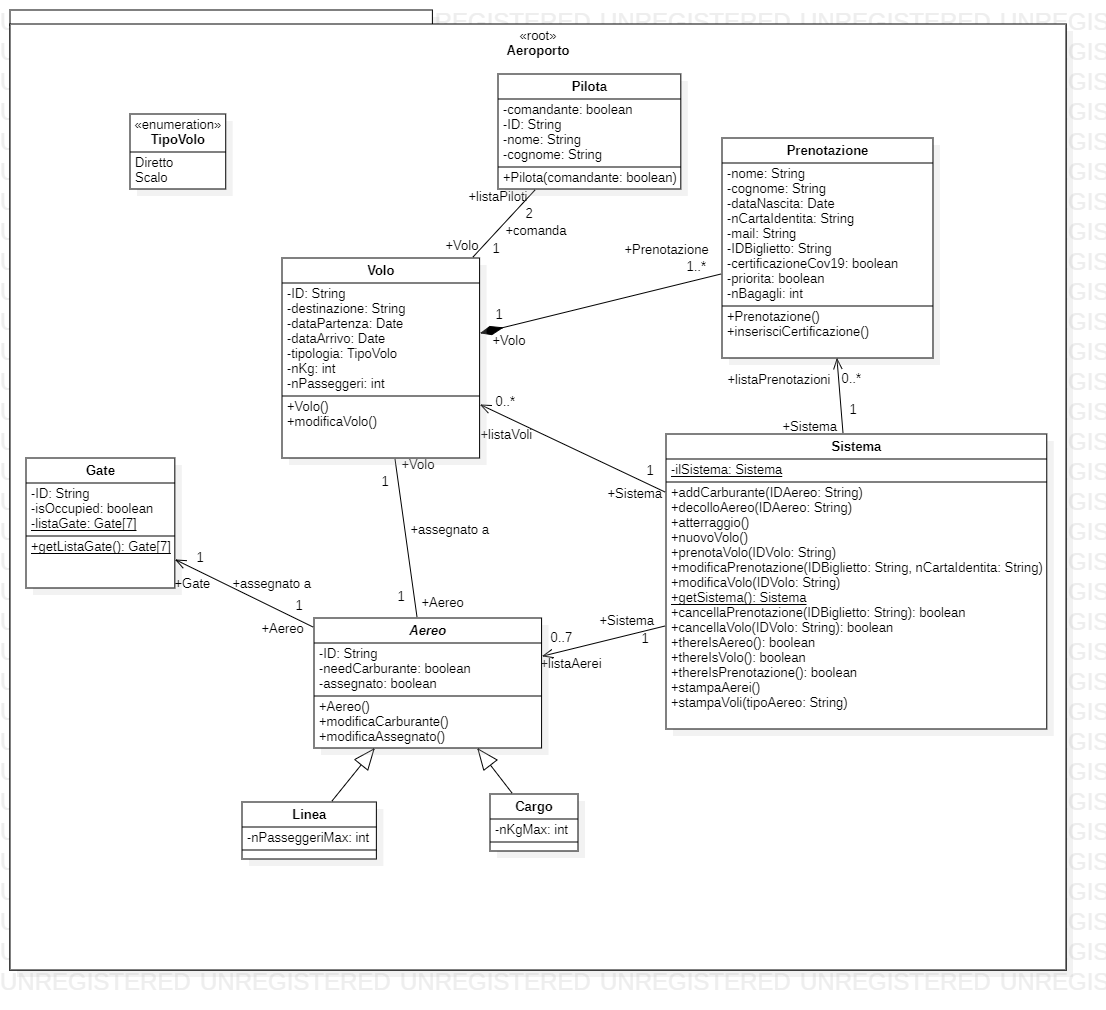 «root»
Aeroporto
«enumeration»
TipoVolo
Diretto
Scalo
Pilota
-comandante: boolean
-ID: String
-nome: String
-cognome: String
+Pilota(comandante: boolean)
+listaPiloti
2
+comanda
+Volo
1
Prenotazione
-nome: String
-cognome: String
-dataNascita: Date
-nCartaIdentita: String
-mail: String
-IDBiglietto: String
-certificazioneCov19: boolean
-priorita: boolean
-nBagagli: int
+Prenotazione()
+inserisciCertificazione()
+Prenotazione
1..*
1
+Volo
Volo
-ID: String
-destinazione: String
-dataPartenza: Date
-dataArrivo: Date
-tipologia: TipoVolo
-nKg: int
-nPasseggeri: int
+Volo()
+modificaVolo()
0..*
+listaVoli
1
+Sistema
+listaPrenotazioni
0..*
1
+Sistema
Sistema
-ilSistema: Sistema
+addCarburante(IDAereo: String)
+decolloAereo(IDAereo: String)
+atterraggio()
+nuovoVolo()
+prenotaVolo(IDVolo: String)
+modificaPrenotazione(IDBiglietto: String, nCartaIdentita: String)
+modificaVolo(IDVolo: String)
+getSistema(): Sistema
+cancellaPrenotazione(IDBiglietto: String): boolean
+cancellaVolo(IDVolo: String): boolean
+thereIsAereo(): boolean
+thereIsVolo(): boolean
+thereIsPrenotazione(): boolean
+stampaAerei()
+stampaVoli(tipoAereo: String)
Gate
-ID: String
-isOccupied: boolean
-listaGate: Gate[7]
+getListaGate(): Gate[7]
1
+Gate
+assegnato a
1
+Aereo
+Volo
1
+assegnato a
1
+Aereo
+Sistema
1
0..7
+listaAerei
Aereo
-ID: String
-needCarburante: boolean
-assegnato: boolean
+Aereo()
+modificaCarburante()
+modificaAssegnato()
Linea
-nPasseggeriMax: int
Cargo
-nKgMax: int
UNREGISTERED UNREGISTERED UNREGISTERED UNREGISTERED UNREGISTERED UNREGIS